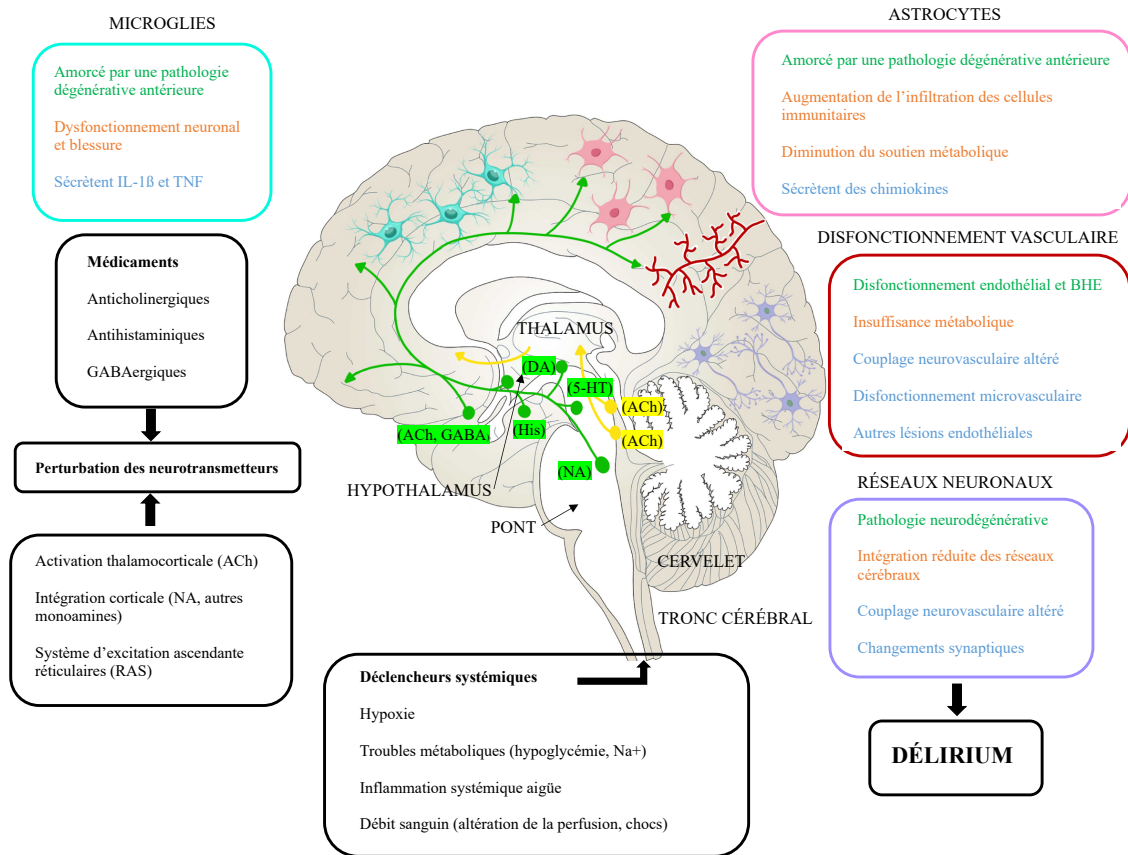 MICROGLIES
Amorcé par une pathologie
dégénérative antérieure
Dysfonctionnement neuronal
et blessure
Sécrètent IL-1ß et TNF
Médicaments
Anticholinergiques
Antihistaminiques
GABAergiques
Perturbation des neurotransmetteurs
Activation thalamocorticale (ACh)
Intégration corticale (NA, autres
monoamines)
Système d’excitation ascendante
réticulaires (RAS)
THALAMUS
(DA)
(5-HT)
(ACh)
(ACh, GABA)
(His)
(ACh)
(NA)
HYPOTHALAMUS
PONT
CERVELET
TRONC CÉRÉBRAL
Déclencheurs systémiques
Hypoxie
Troubles métaboliques (hypoglycémie, Na+)
Inflammation systémique aigüe
Débit sanguin (altération de la perfusion, chocs)
ASTROCYTES
Amorcé par une pathologie dégénérative antérieure
Augmentation de l’infiltration des cellules
immunitaires
Diminution du soutien métabolique
Sécrètent des chimiokines
DISFONCTIONNEMENT VASCULAIRE
Disfonctionnement endothélial et BHE
Insuffisance métabolique
Couplage neurovasculaire altéré
Disfonctionnement microvasculaire
Autres lésions endothéliales
RÉSEAUX NEURONAUX
Pathologie neurodégénérative
Intégration réduite des réseaux
cérébraux
Couplage neurovasculaire altéré
Changements synaptiques
DÉLIRIUM